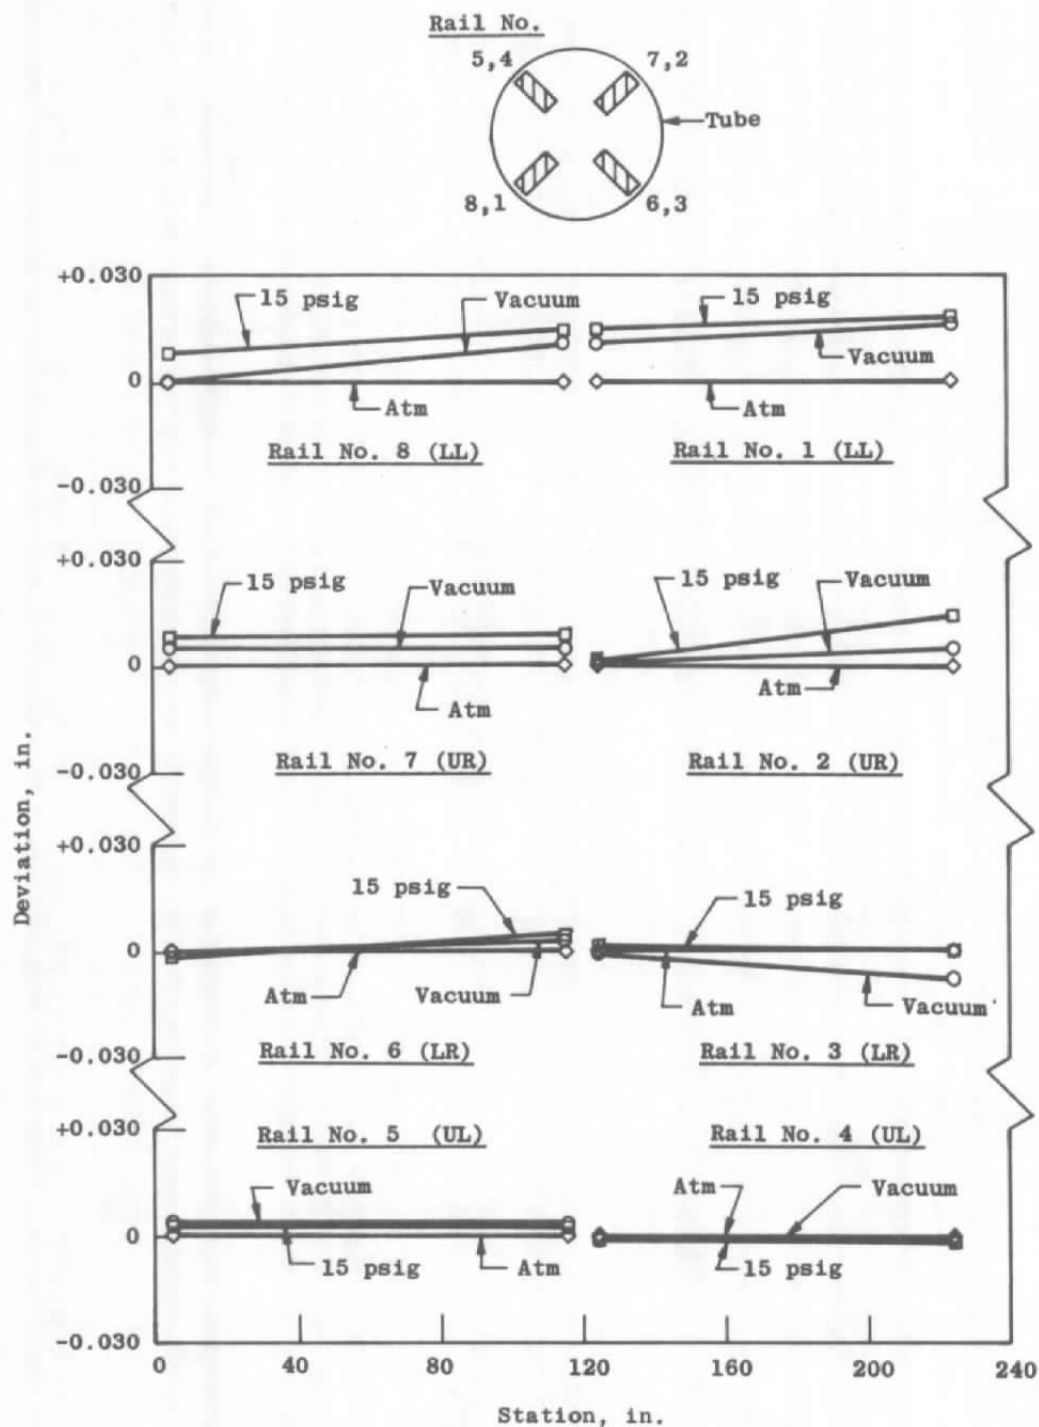 Rail No.
5,4 7,2
Tube
8,1 6,3
+0.030
15 psig Vacuum 15 psig
Vacuum
0
Atm Atm
Rail No. 8 (LL) Rail No. 1 (LL)
-0.030
+0.030
15 psig Vacuum 15 psig Vacuum
0
Atm Atm
Rail No. 7 (UR) Rail No. 2 (UR)
-0.030
Deviation, in.
+0.030
15 psig 15 psig
0
Atm Vacuum Atm Vacuum
Rail No. 6 (LR) Rail No. 3 (LR)
-0.030
+0.030
Rail No. 5 (UL) Rail No. 4 (UL)
Vacuum Atm Vacuum
0
15 psig Atm 15 psig
-0.030
0 40 80 120 160 200 240
Station, in.